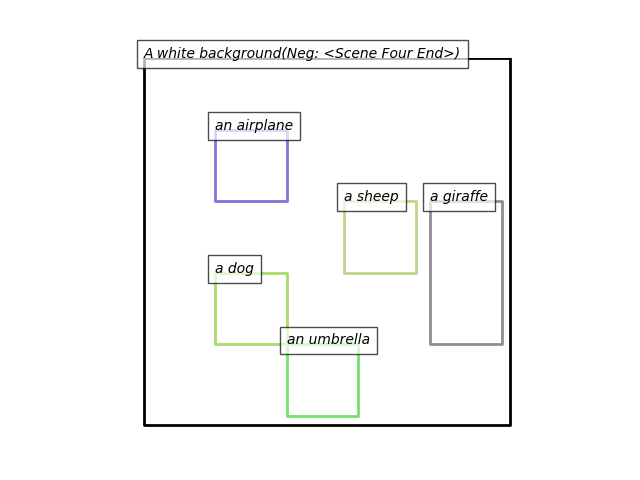 A white background(Neg: <Scene Four End>)
an airplane
a sheep
a giraffe
a dog
an umbrella